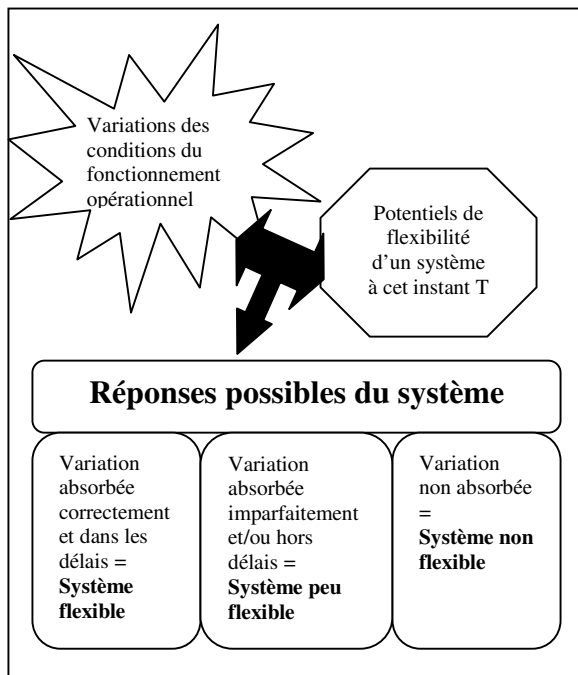 Variations des
conditions du
fonctionnement
opérationnel
Potentiels de
flexibilité
d'un système
à cet instant T
Réponses possibles du système
Variation
absorbée
correctement
et dans les
délais =
Système
flexible
Variation
absorbée
imparfaitement
et/ou hors
délais =
Système peu
flexible
Variation
non absorbée
=
Système non
flexible